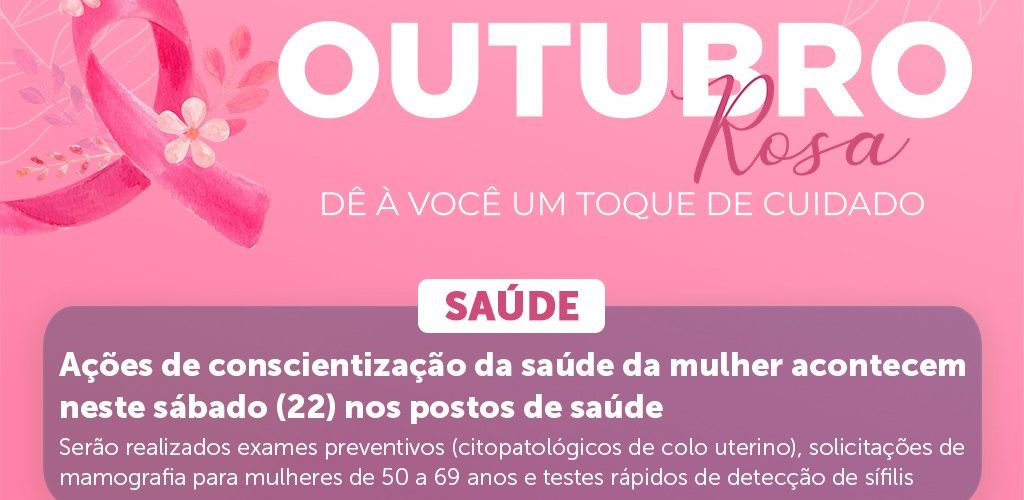 OUTUBRO
Rosa
DÊ À VOCÊ UM TOQUE DE CUIDADO
SAÚDE
Ações de conscientização da saúde da mulher acontecem
neste sábado (22) nos postos de saúde
Serão realizados exames preventivos (citopatológicos de colo uterino), solicitações de
mamografia para mulheres de 50 a 69 anos e testes rápidos de detecção de sífilis